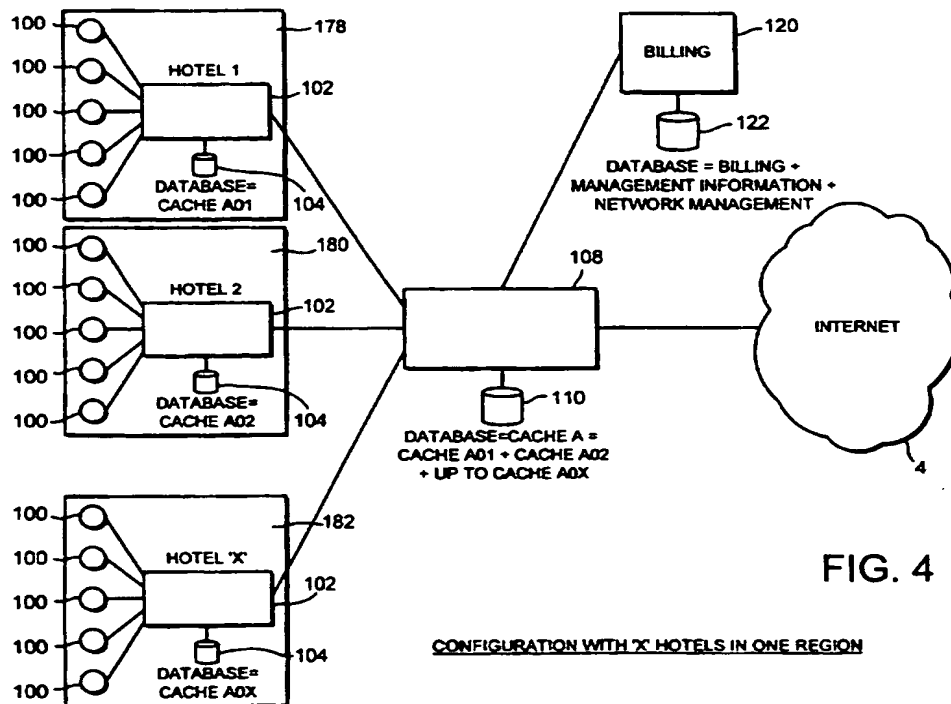 100
178
100
HOTEL 1
102
100
100
100
DATABASE=
CACHE A01
104
100
180
100
HOTEL 2
102
100
100
100
DATABASE=
CACHE A02
104
100
182
100
HOTEL 'X'
102
100
100
100
DATABASE=
CACHE A0X
104
108
110
DATABASE=CACHE A =
CACHE A01 + CACHE A02
+ UP TO CACHE A0X
BILLING
120
122
DATABASE = BILLING +
MANAGEMENT INFORMATION +
NETWORK MANAGEMENT
INTERNET
4
FIG. 4
CONFIGURATION WITH 'X' HOTELS IN ONE REGION